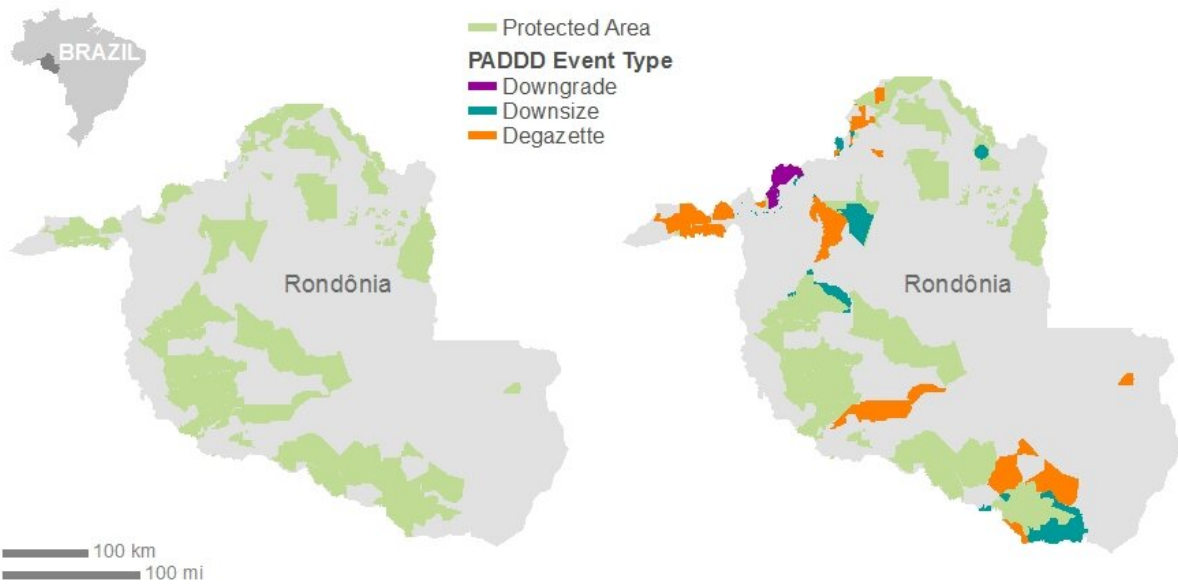 BRAZIL
Protected Area
PADDD Event Type
Downgrade
Downsize
Degazette
Rondônia
Rondônia
100 km
100 mi